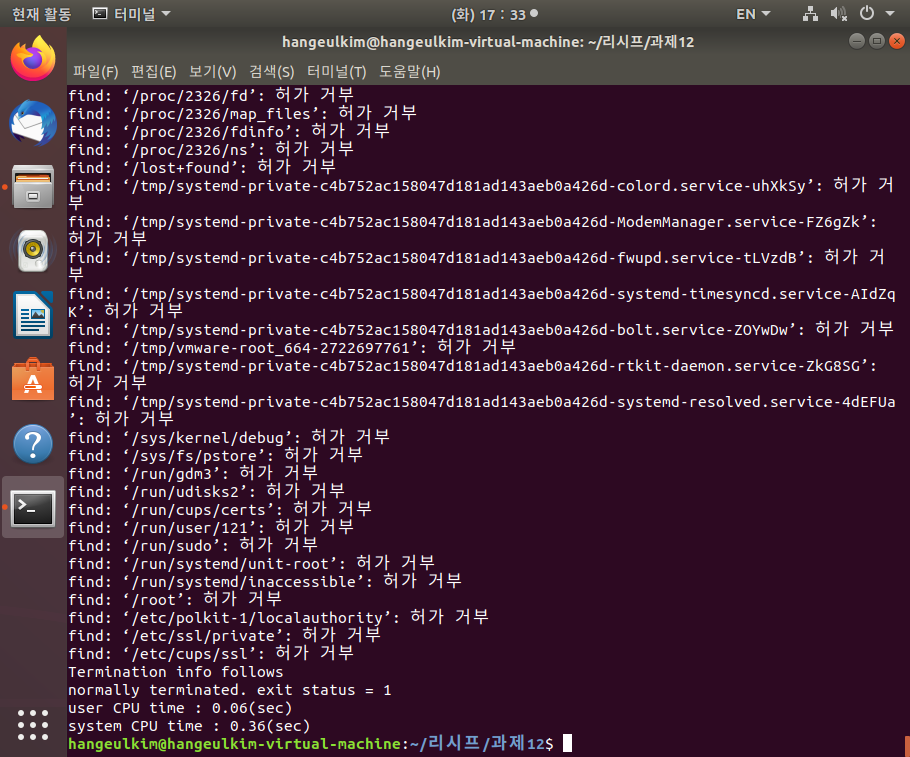 현재 활동 터미널 (화) 17 : 33 EN
hangeulkim@hangeulkim-virtual-machine: ~/리시프/과제12
파일(F) 편집(E) 보기(V) 검색(S) 터미널(T) 도움말(H)
find: ‘/proc/2326/fd’: 허가 거부
find: ‘/proc/2326/map_files’: 허가 거부
find: ‘/proc/2326/fdinfo’: 허가 거부
find: ‘/proc/2326/ns’: 허가 거부
find: ‘/lost+found’: 허가 거부
find: ‘/tmp/systemd-private-c4b752ac158047d181ad143aeb0a426d-colord.service-uhXkSy’: 허가 거
부
find: ‘/tmp/systemd-private-c4b752ac158047d181ad143aeb0a426d-ModemManager.service-FZ6gZk’:
허가 거부
find: ‘/tmp/systemd-private-c4b752ac158047d181ad143aeb0a426d-fwupd.service-tLVzdB’: 허가 거
부
find: ‘/tmp/systemd-private-c4b752ac158047d181ad143aeb0a426d-systemd-timesyncd.service-AIdZq
K’: 허가 거부
find: ‘/tmp/systemd-private-c4b752ac158047d181ad143aeb0a426d-bolt.service-ZOYwDw’: 허가 거부
find: ‘/tmp/vmware-root_664-2722697761’: 허가 거부
find: ‘/tmp/systemd-private-c4b752ac158047d181ad143aeb0a426d-rtkit-daemon.service-ZkG8SG’:
허가 거부
find: ‘/tmp/systemd-private-c4b752ac158047d181ad143aeb0a426d-systemd-resolved.service-4dEFUa
’: 허가 거부
find: ‘/sys/kernel/debug’: 허가 거부
find: ‘/sys/fs/pstore’: 허가 거부
find: ‘/run/gdm3’: 허가 거부
find: ‘/run/udisks2’: 허가 거부
find: ‘/run/cups/certs’: 허가 거부
find: ‘/run/user/121’: 허가 거부
find: ‘/run/sudo’: 허가 거부
find: ‘/run/systemd/unit-root’: 허가 거부
find: ‘/run/systemd/inaccessible’: 허가 거부
find: ‘/root’: 허가 거부
find: ‘/etc/polkit-1/localauthority’: 허가 거부
find: ‘/etc/ssl/private’: 허가 거부
find: ‘/etc/cups/ssl’: 허가 거부
Termination info follows
normally terminated. exit status = 1
user CPU time : 0.06(sec)
system CPU time : 0.36(sec)
hangeulkim@hangeulkim-virtual-machine:~/리시프/과제12$